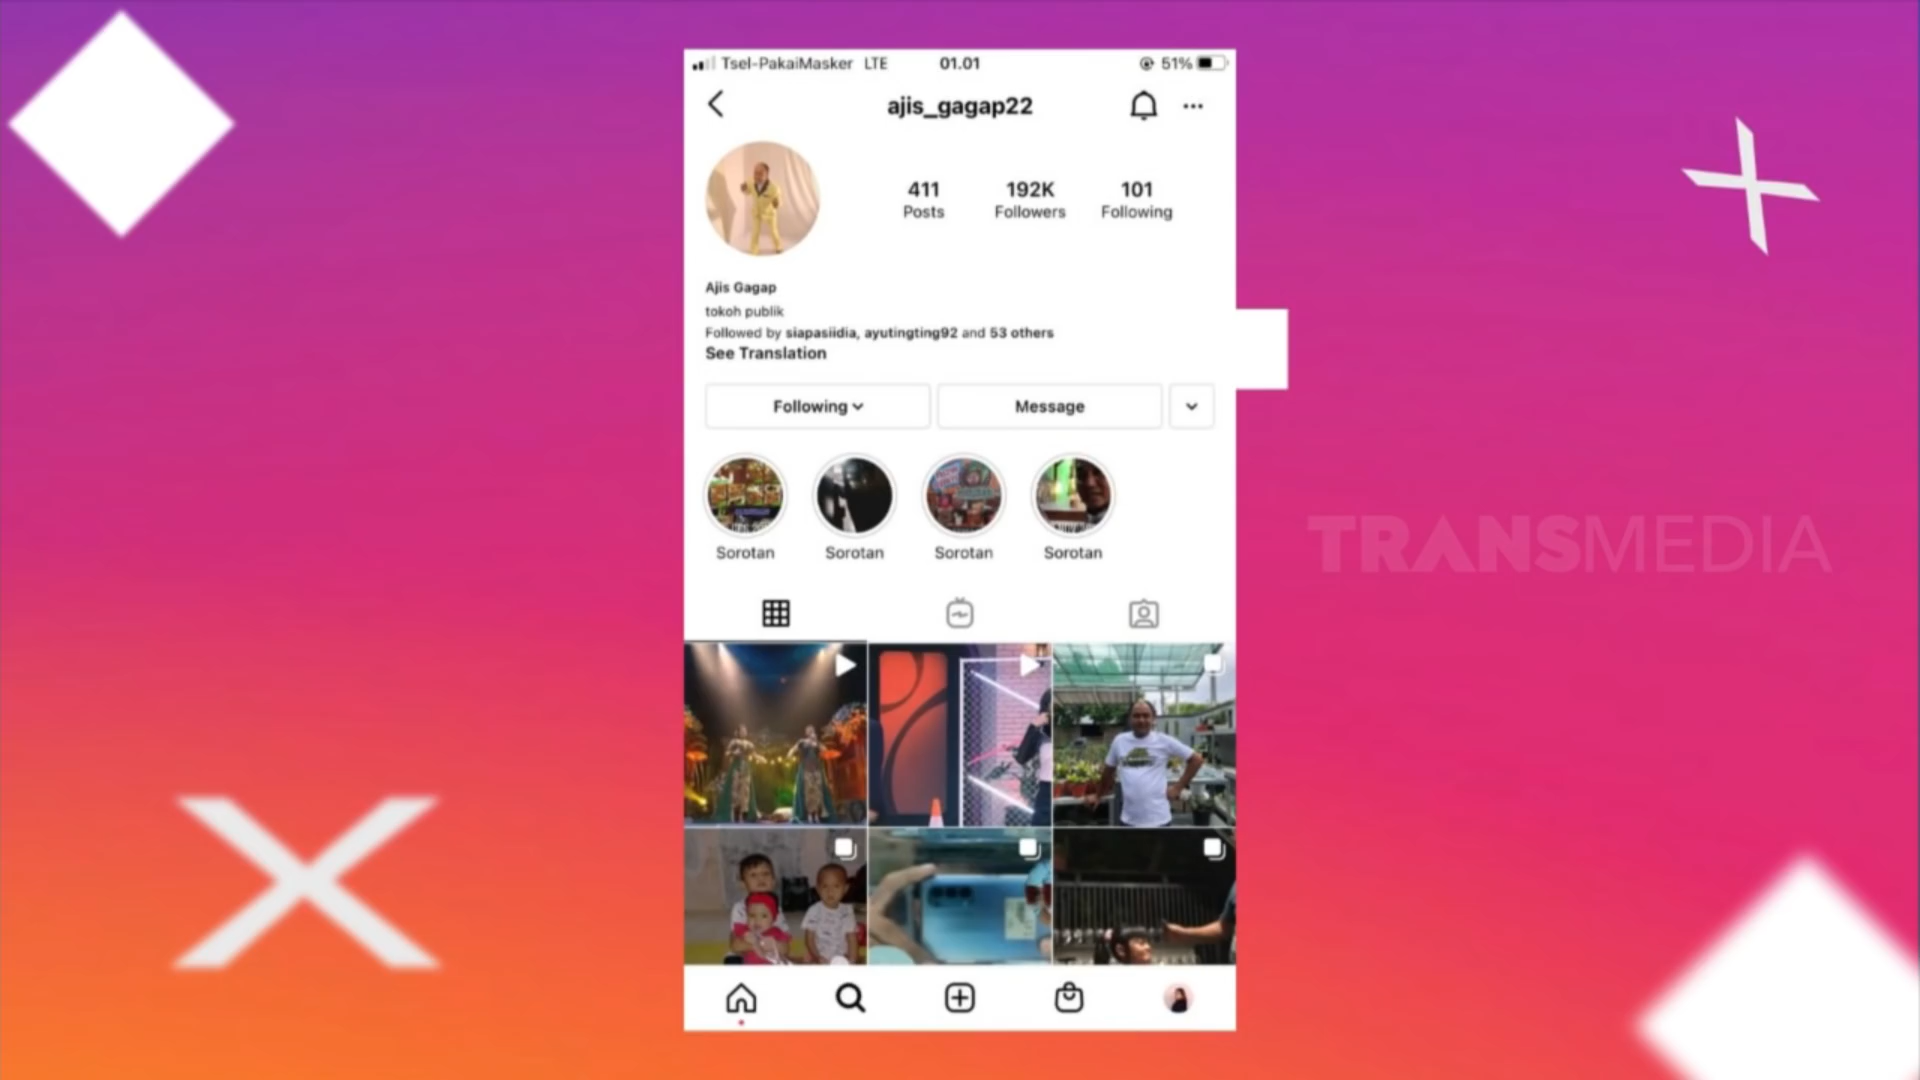 Tsel-PakaiMasker LTE 01.01 51%
ajis_gagap22
411 192K 101
Posts Followers Following
Ajis Gagap
tokoh publik
Followed by siapasiidia, ayutingting92 and 53 others
See Translation
Following Message
Sorotan Sorotan Sorotan Sorotan
TRANSMEDIA